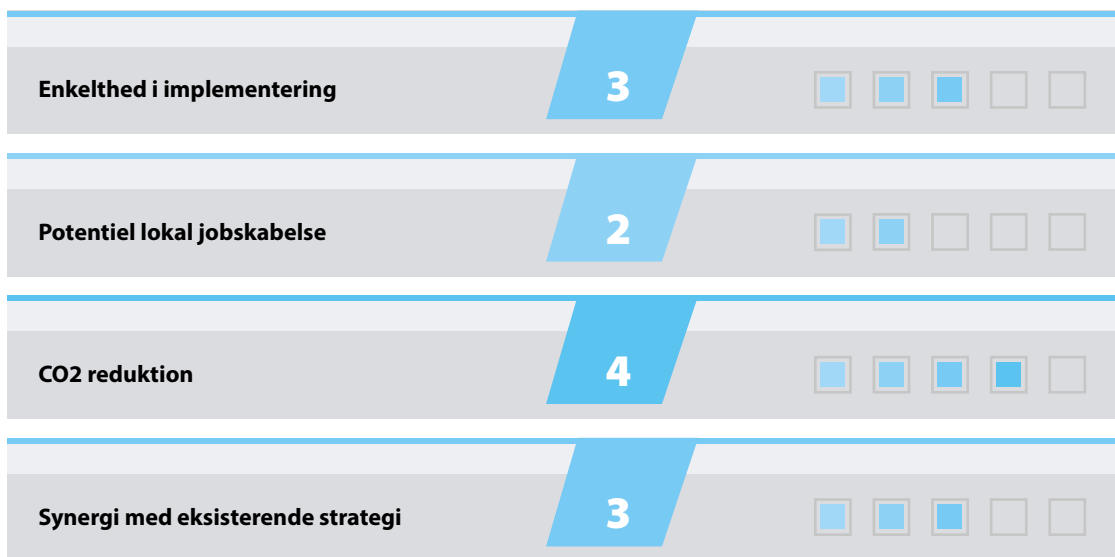 Enkelthed i implementering 3
Potentiel lokal jobskabelse 2
CO2 reduktion 4
Synergi med eksisterende strategi 3